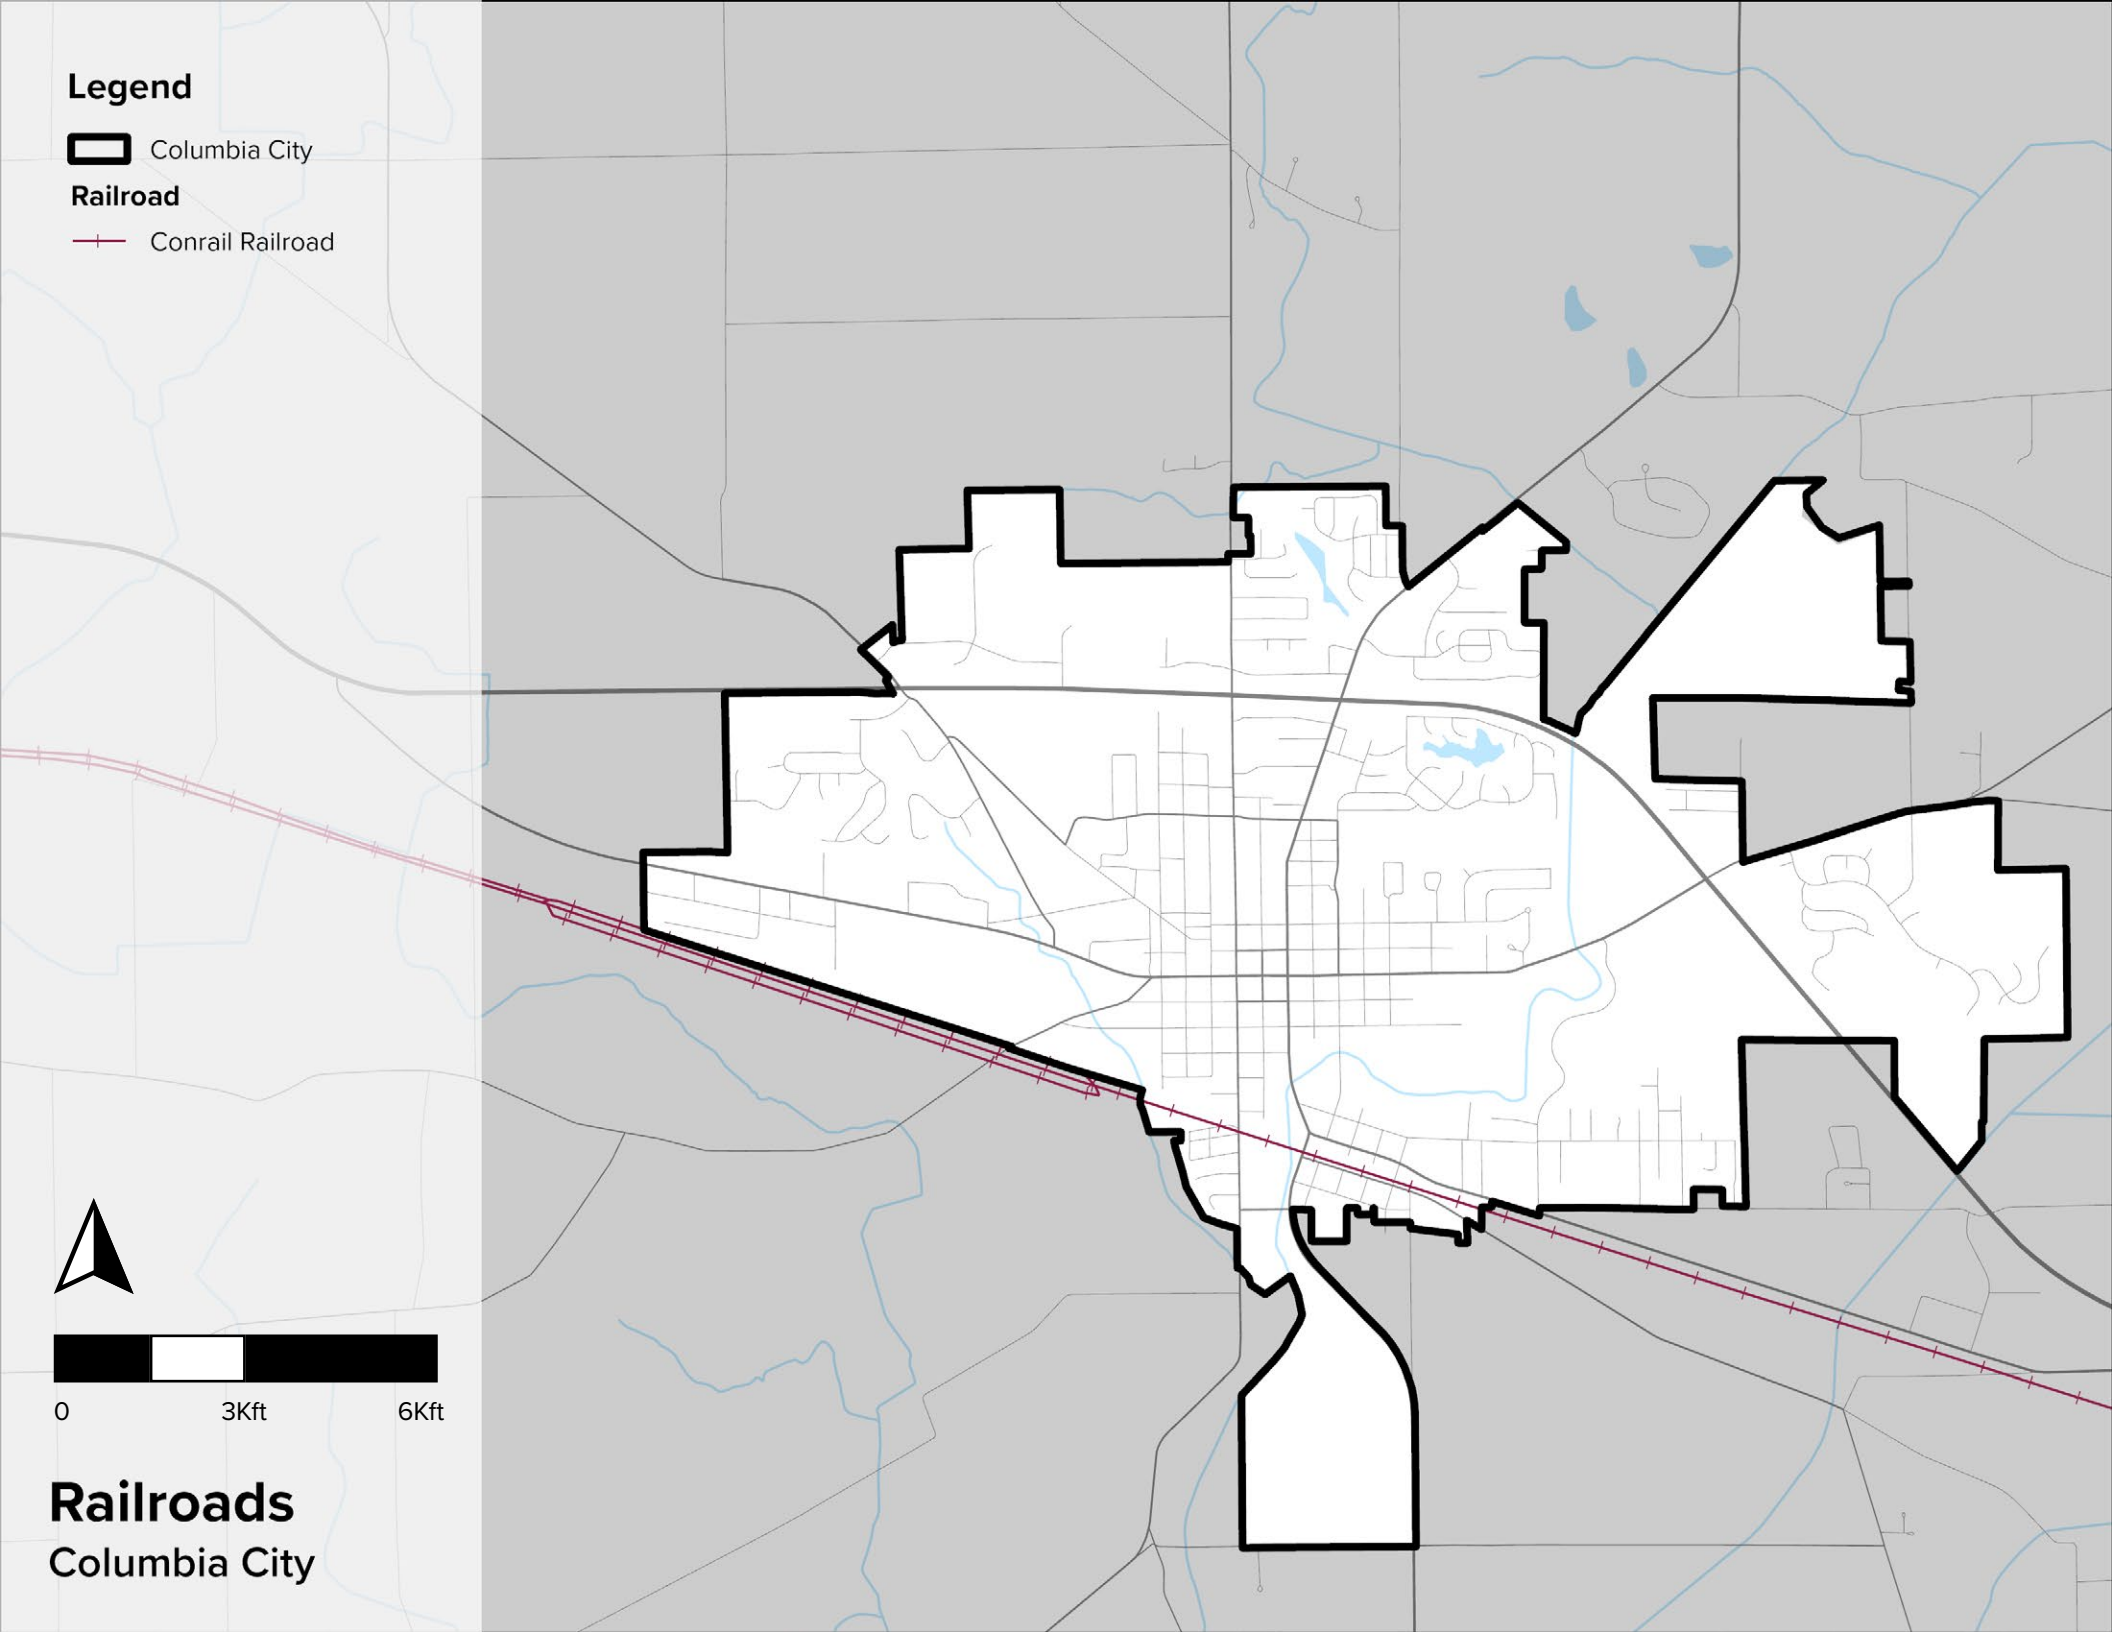 Legend
Columbia City
Railroad
Conrail Railroad
0 3Kft 6Kft
Railroads
Columbia City